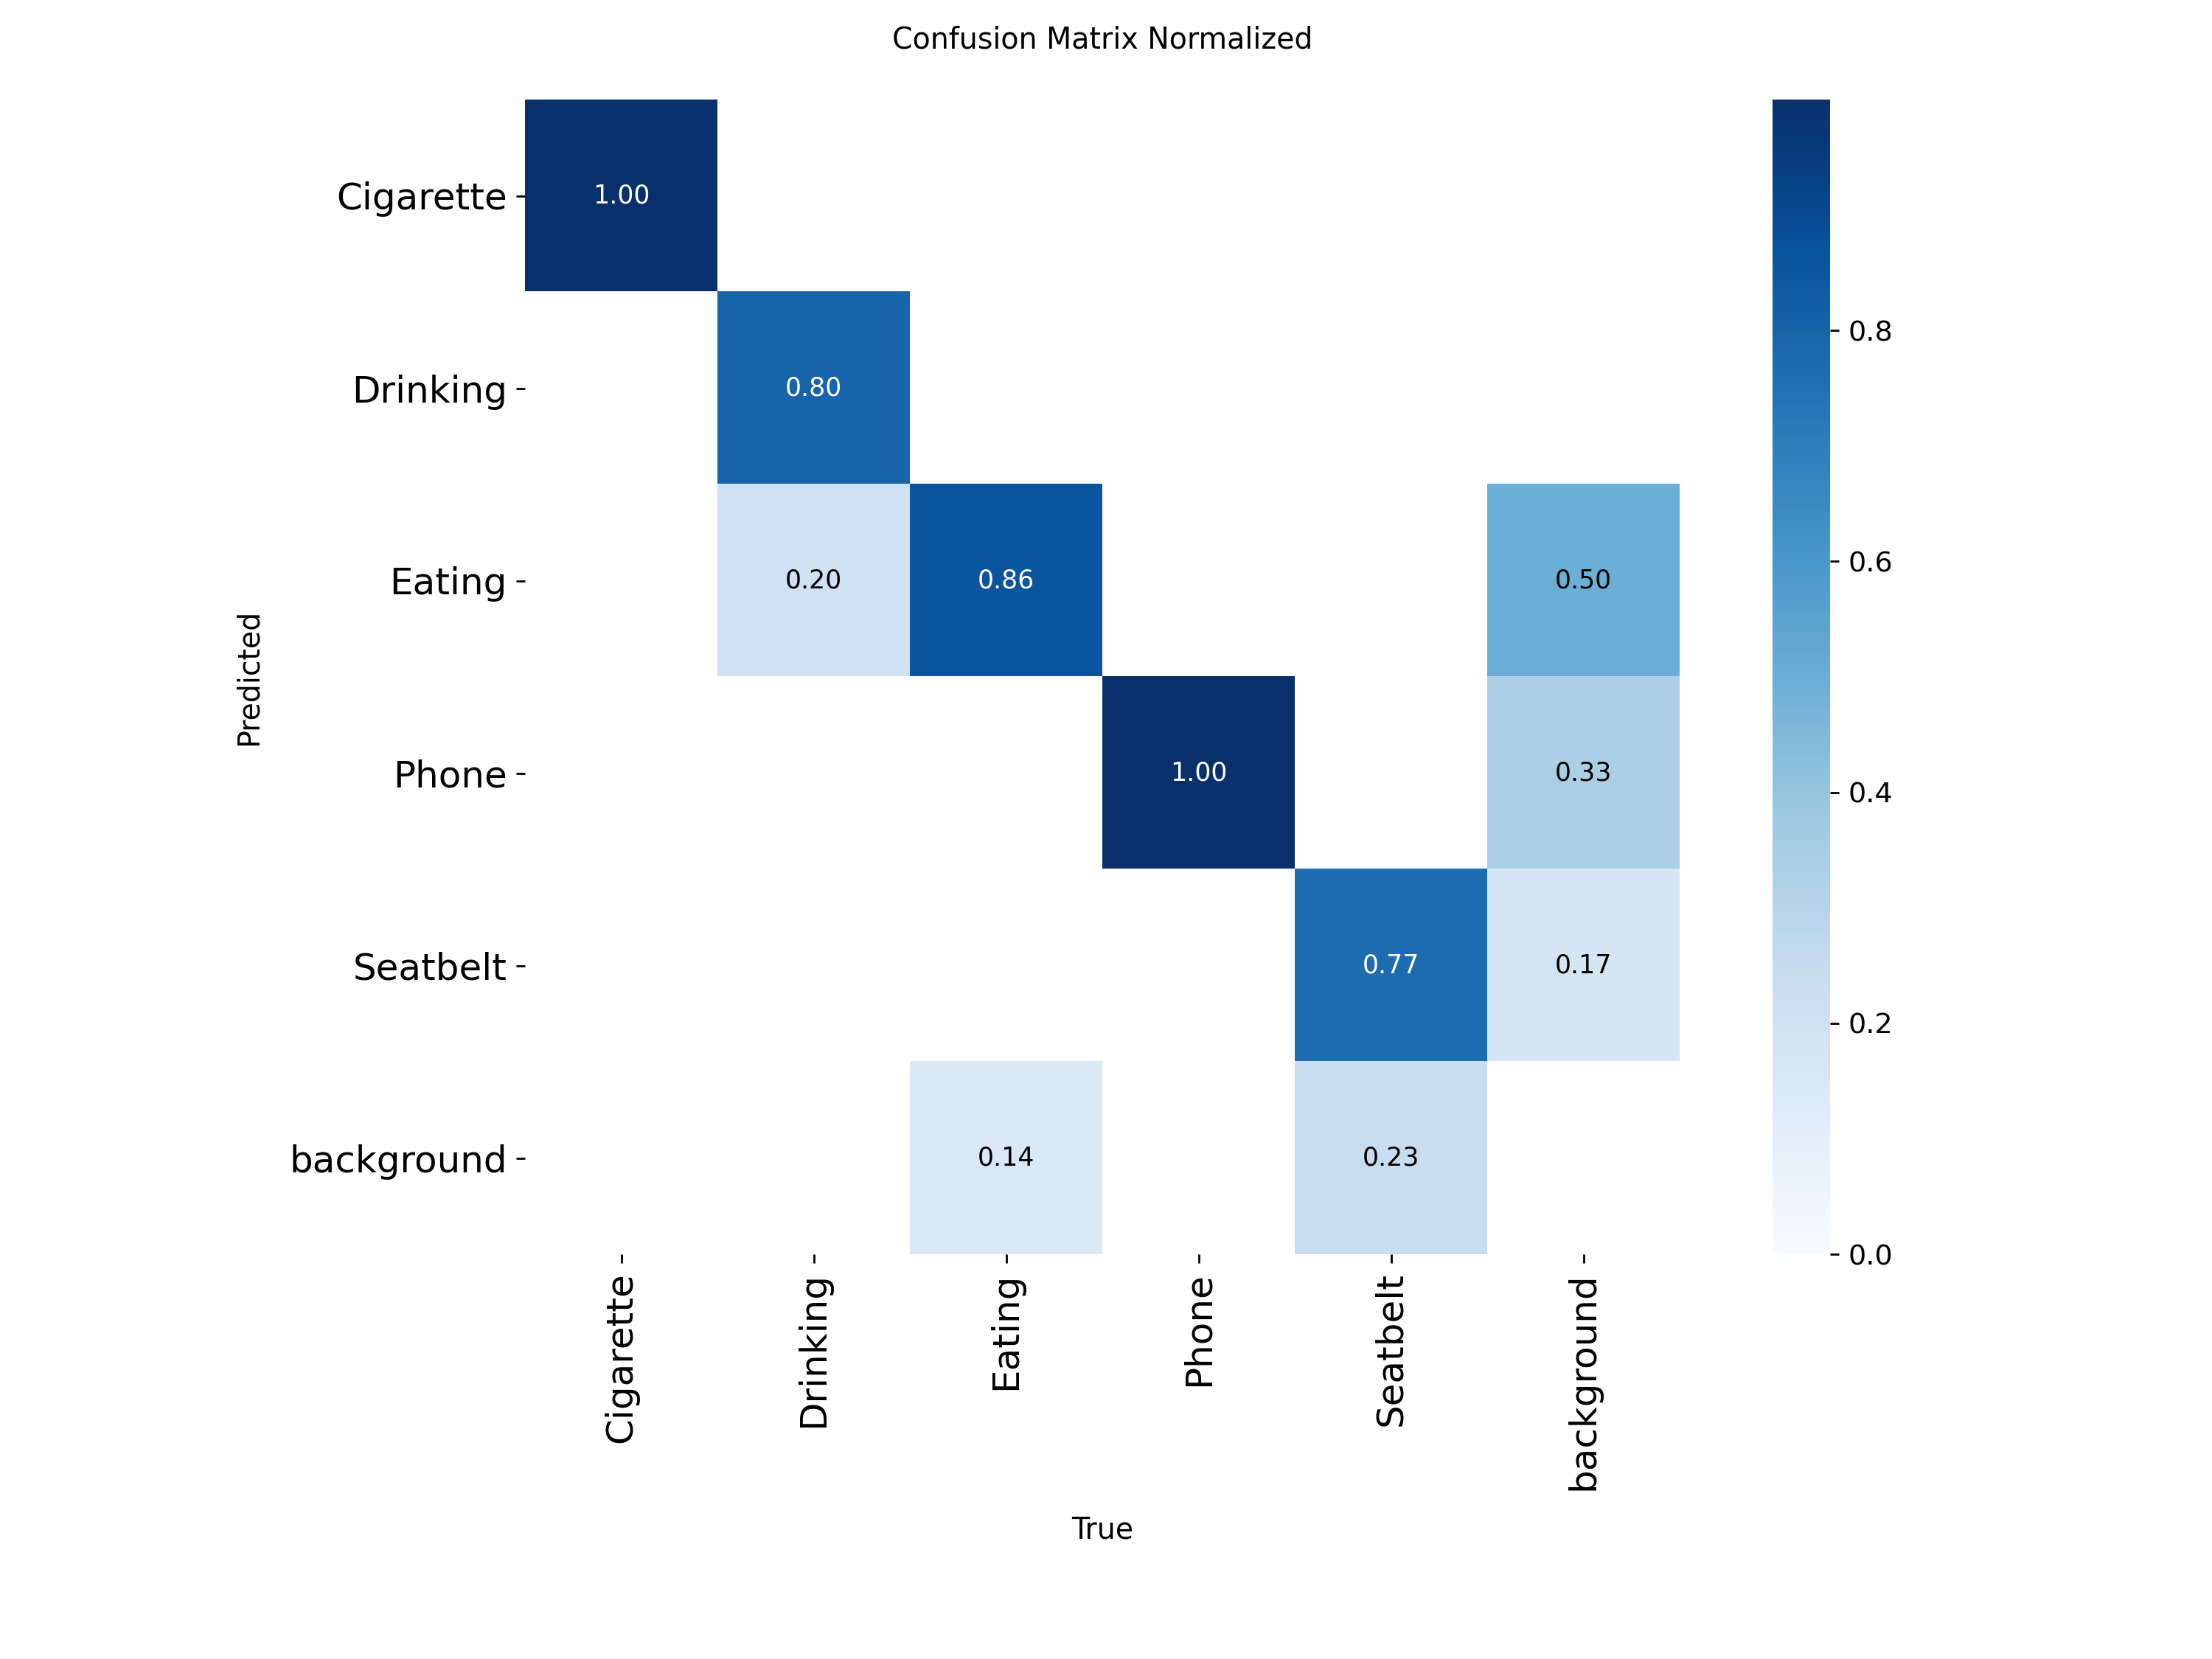 Confusion Matrix Normalized
Cigarette
1.00
Drinking
0.80
Eating
0.20 0.86 0.50
Phone
1.00 0.33
Seatbelt
0.77 0.17
background
0.14 0.23
Predicted
Cigarette
Drinking
Eating
Phone
Seatbelt
background
True
0.8
0.6
0.4
0.2
0.0